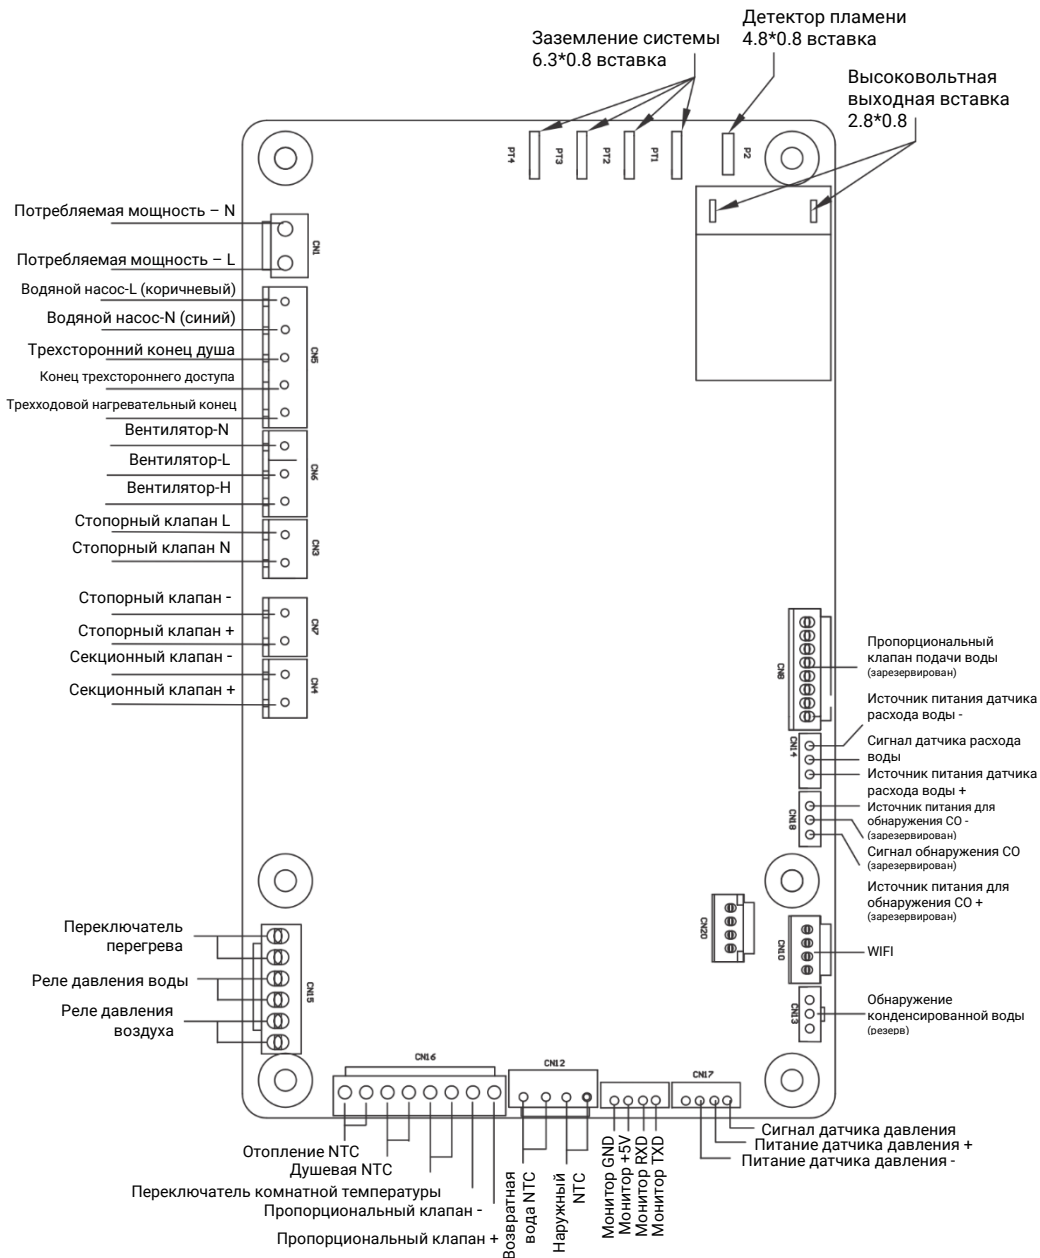 Детектор пламени
4.8*0.8 вставка
Заземление системы
6.3*0.8 вставка
Высоковольтная
выходная вставка
2.8*0.8
PT4
PT3
PT2
PT1
P2
Потребляемая мощность – N
Потребляемая мощность – L
CN1
Водяной насос-L (коричневый)
Водяной насос-N (синий)
Трехсторонний конец душа
Конец трехстороннего доступа
Трехходовой нагревательный конец
CN5
Вентилятор-N
Вентилятор-L
Вентилятор-H
CN6
Стопорный клапан L
Стопорный клапан N
CN3
Стопорный клапан -
Стопорный клапан +
CN7
Секционный клапан -
Секционный клапан +
CN4
CN8
Пропорциональный
клапан подачи воды
(зарезервирован)
Источник питания датчика
расхода воды -
CN14
Сигнал датчика расхода
воды
Источник питания датчика
расхода воды +
CN18
Источник питания для
обнаружения CO -
(зарезервирован)
Сигнал обнаружения CO
(зарезервирован)
Источник питания для
обнаружения CO +
(зарезервирован)
CN20
CN10
WIFI
CN13
Обнаружение
конденсированной воды
(резерв)
Переключатель
перегрева
Реле давления воды
Реле давления
воздуха
CN15
CN16
CN12
CN17
Отопление NTC
Душевая NTC
Переключатель комнатной температуры
Пропорциональный клапан -
Пропорциональный клапан +
Возвратная
вода NTC
Наружный
NTC
Монитор GND
Монитор +5V
Монитор RXD
Монитор TXD
Сигнал датчика давления
Питание датчика давления +
Питание датчика давления -